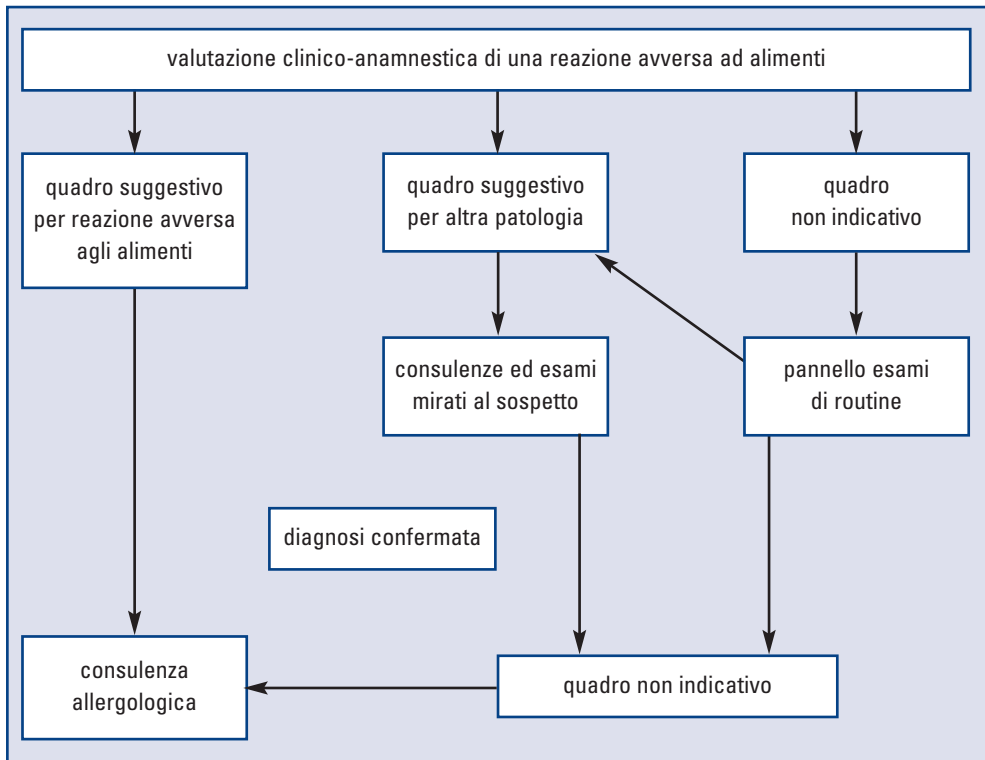 valutazione clinico-anamnestica di una reazione avversa ad alimenti
quadro suggestivo
per reazione avversa
agli alimenti
quadro suggestivo
per altra patologia
quadro
non indicativo
consulenze ed esami
mirati al sospetto
pannello esami
di routine
diagnosi confermata
consulenza
allergologica
quadro non indicativo